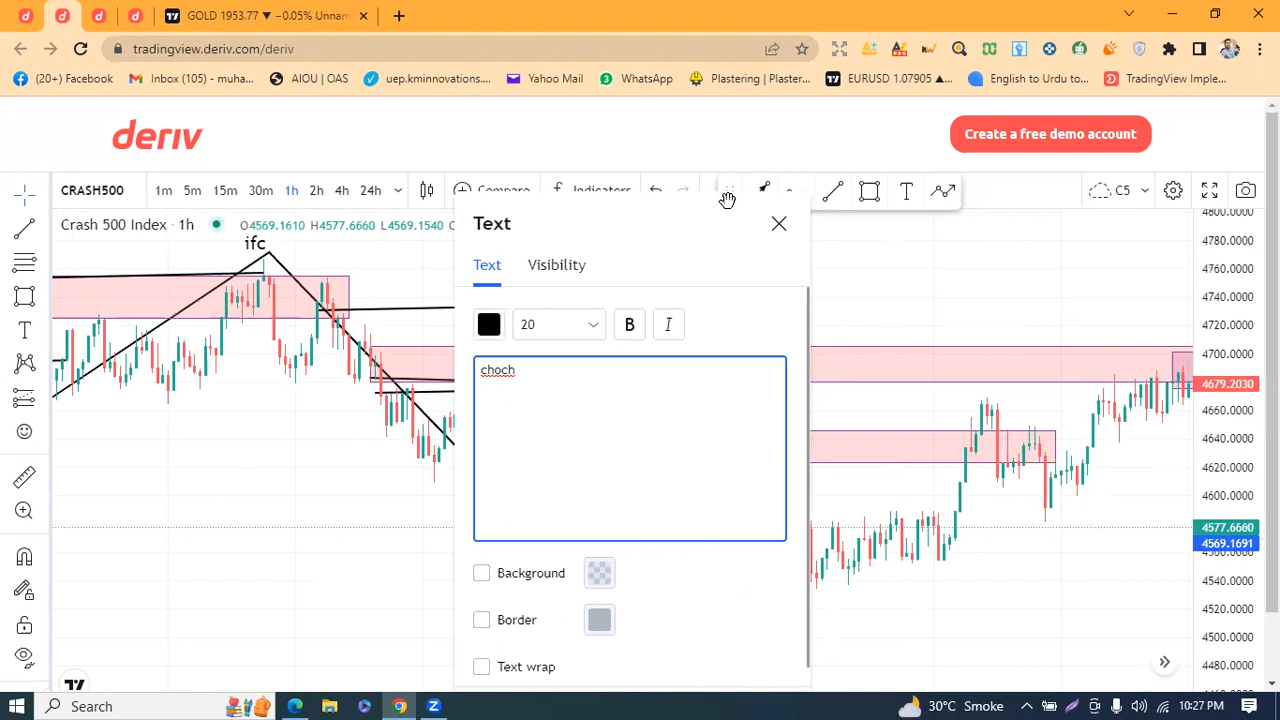 GOLD 1953.77 ▼ −0.05% Unnam
tradingview.deriv.com/deriv
(20+) Facebook
Inbox (105) - muha...
AIOU | OAS
uep.kminnovations....
Yahoo Mail
WhatsApp
Plastering | Plaster...
EURUSD 1.07905 ▲...
English to Urdu to...
TradingView Imple...
deriv
Create a free demo account
CRASH500
1m 5m 15m 30m 1h 2h 4h 24h
Compare
Indicators
C5
Crash 500 Index · 1h
O4569.1610 H4577.6660 L4569.1540
ifc
Text
Text Visibility
20
B
I
choch
Background
Border
Text wrap
4800.0000
4780.0000
4760.0000
4740.0000
4720.0000
4700.0000
4679.2030
4660.0000
4640.0000
4620.0000
4600.0000
4577.6660
4569.1691
4540.0000
4520.0000
4500.0000
4480.0000
Search
30°C Smoke
10:27 PM